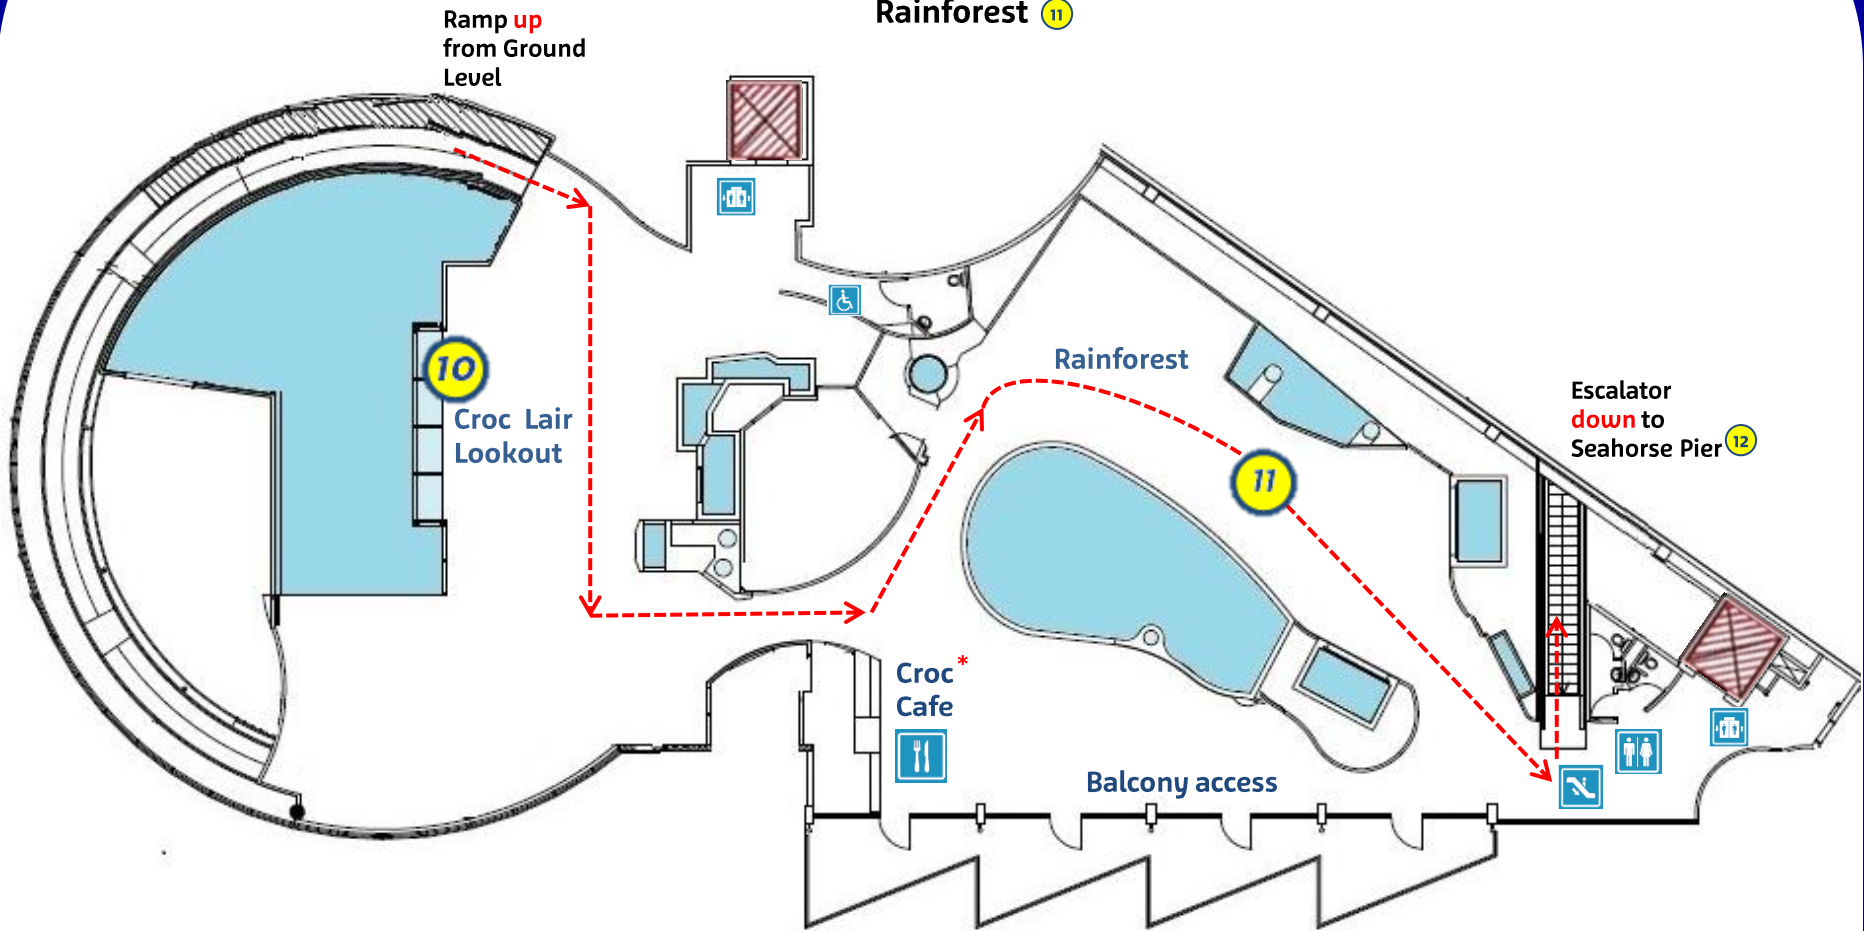 Rainforest 11
Ramp up
from Ground
Level
10
Croc Lair
Lookout
Rainforest
11
Escalator
down to
Seahorse Pier 12
Croc*
Cafe
Balcony access